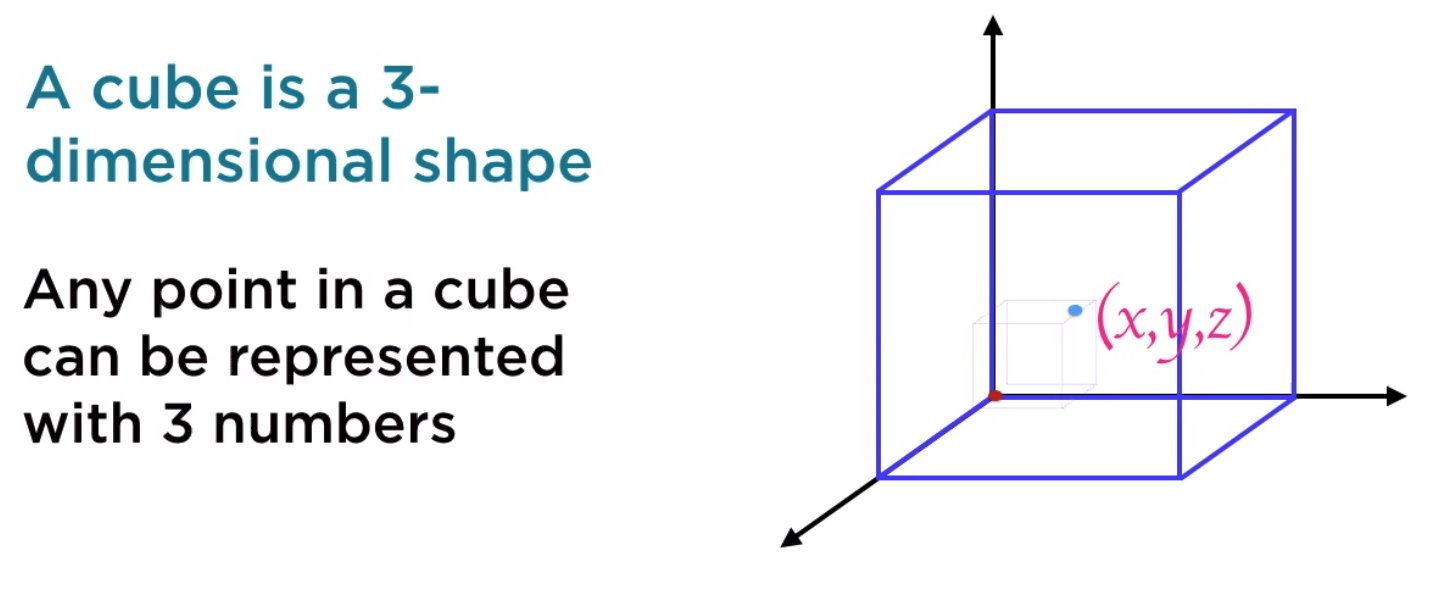 A cube is a 3-
dimensional shape
Any point in a cube
can be represented
with 3 numbers
(x,y,z)